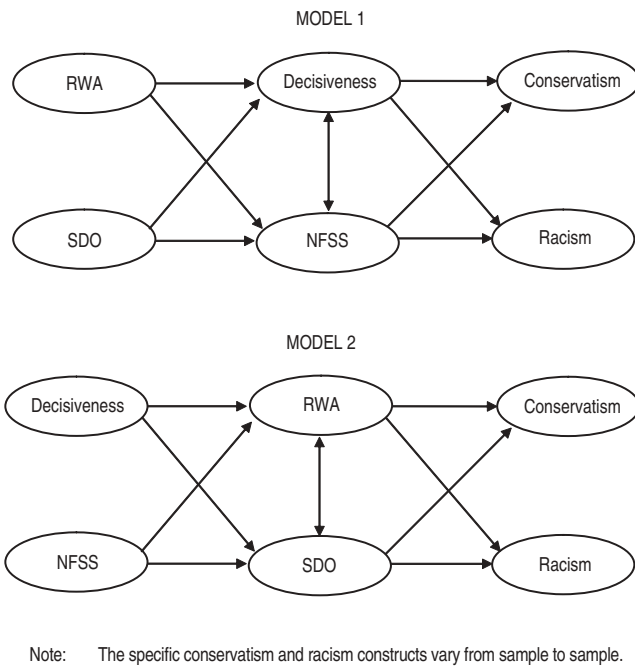 MODEL 1
RWA
Decisiveness
Conservatism
SDO
NFSS
Racism
MODEL 2
Decisiveness
RWA
Conservatism
NFSS
SDO
Racism
Note: The specific conservatism and racism constructs vary from sample to sample.